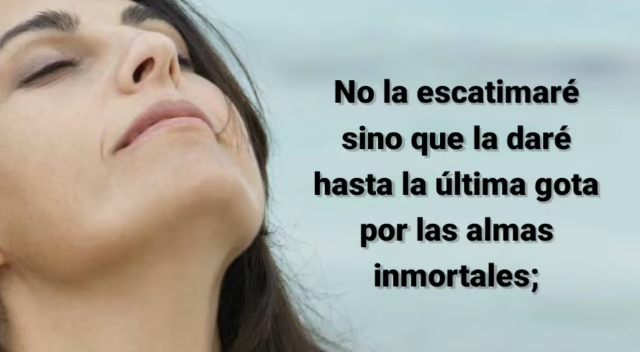 No la escatimaré
sino que la daré
hasta la última gota
por las almas
inmortales;